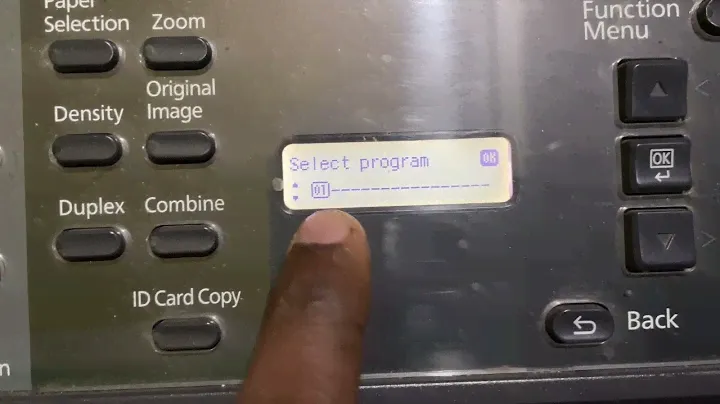 Paper
Selection
Zoom
Function
Menu
Density
Original
Image
Select program OK
01----------------
OK
Duplex
Combine
ID Card Copy
Back
n